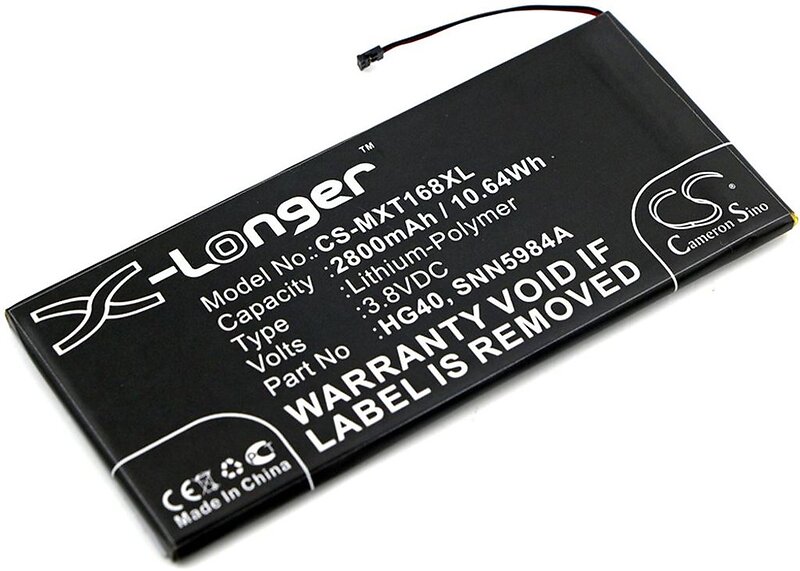 X-Longer™
Model No.:CS-MXT168XL
Capacity :2800mAh / 10.64Wh
Type :Lithium-Polymer
Volts :3.8VDC
Part No :HG40, SNN5984A
WARRANTY VOID IF
LABEL IS REMOVED
CS
Cameron Sino
CE
Made in China